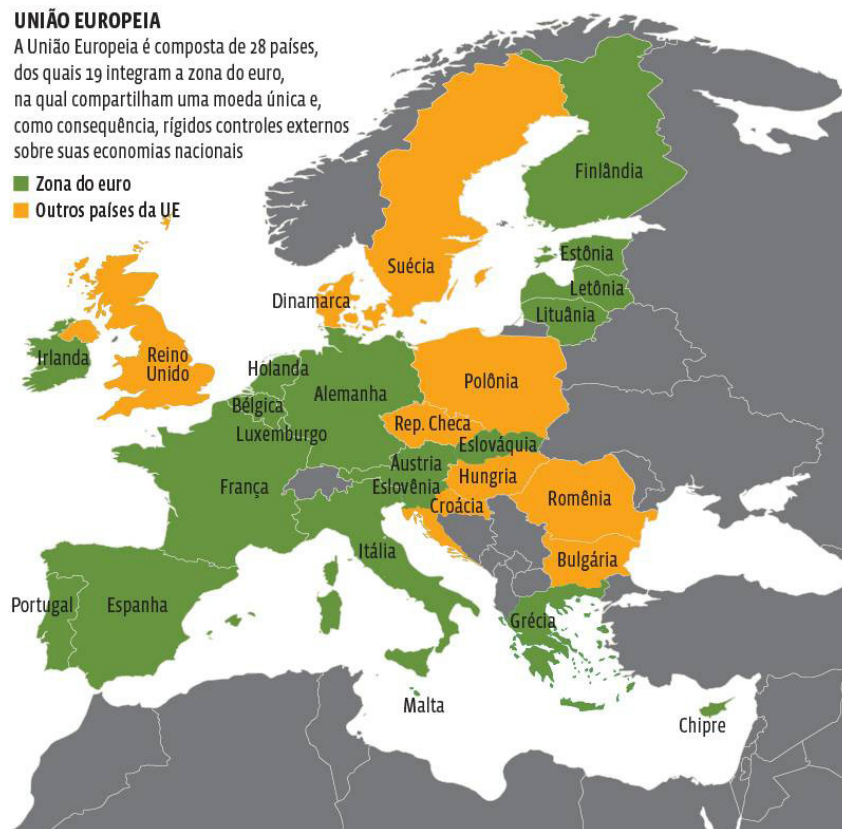 UNIÃO EUROPEIA
A União Europeia é composta de 28 países,
dos quais 19 integram a zona do euro,
na qual compartilham uma moeda única e,
como consequência, rígidos controles externos
sobre suas economias nacionais
Zona do euro
Outros países da UE
Finlândia
Suécia
Estônia
Letônia
Lituânia
Dinamarca
Irlanda
Reino
Unido
Holanda
Alemanha
Polônia
Bélgica
Rep. Checa
Luxemburgo
Eslováquia
Austria
Hungria
França
Eslovênia
Romênia
Croácia
Itália
Bulgária
Portugal
Espanha
Grécia
Malta
Chipre